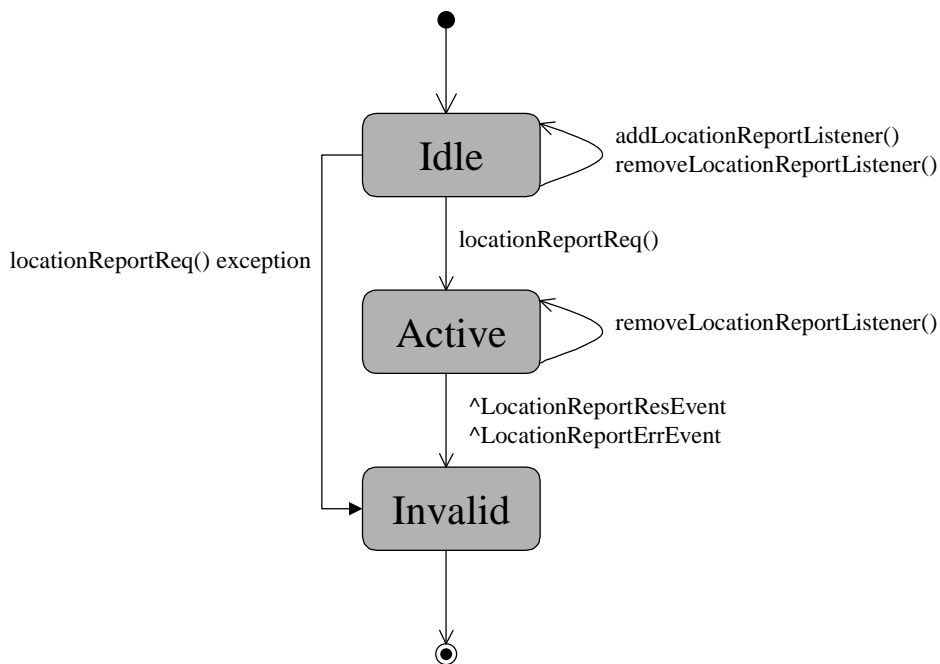 Idle
addLocationReportListener()
removeLocationReportListener()
locationReportReq()
locationReportReq() exception
Active
removeLocationReportListener()
^LocationReportResEvent
^LocationReportErrEvent
Invalid